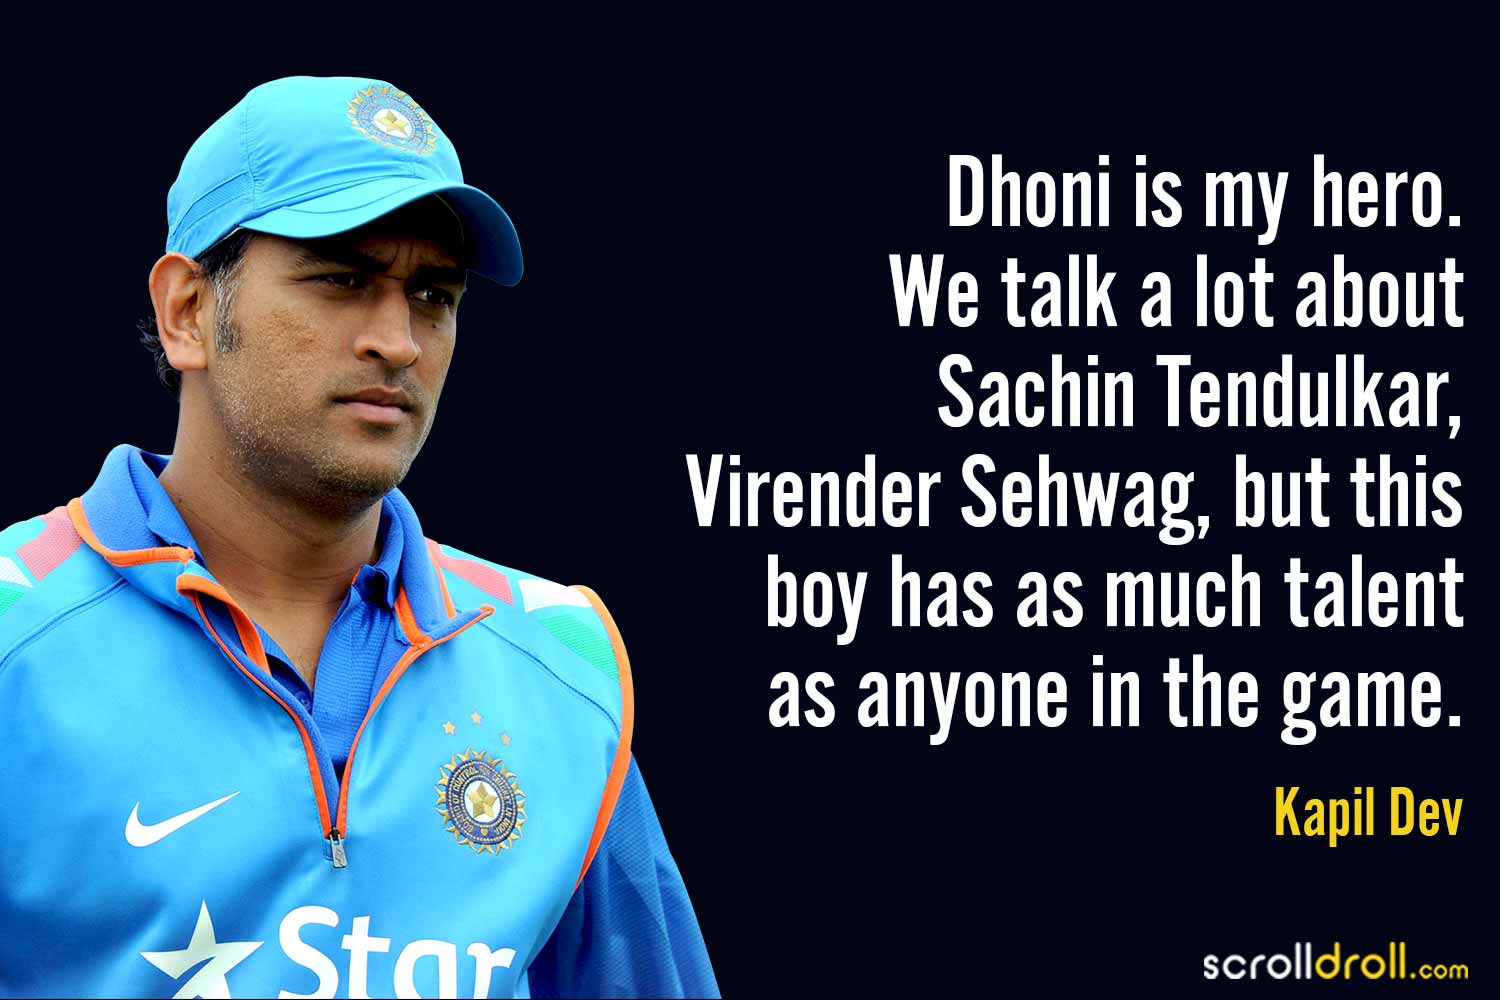 Dhoni is my hero.
We talk a lot about
Sachin Tendulkar,
Virender Sehwag, but this
boy has as much talent
as anyone in the game.
Kapil Dev
Star
scrolldroll.com